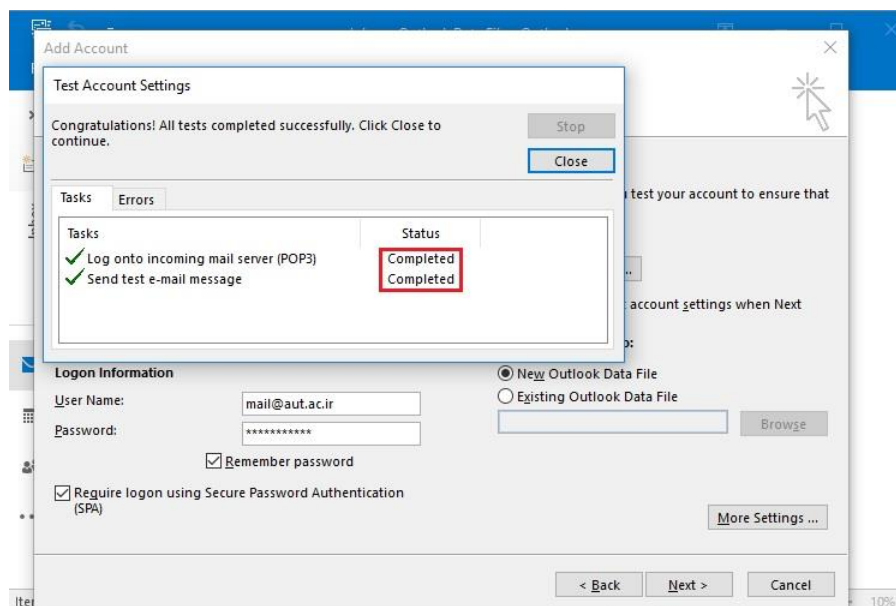 Add Account
Test Account Settings
Congratulations! All tests completed successfully. Click Close to
continue.
Stop
Close
Tasks
Errors
Tasks Status
Log onto incoming mail server (POP3) Completed
Send test e-mail message Completed
test your account to ensure that
account settings when Next
Logon Information
User Name:
mail@aut.ac.ir
Password:
***********
Remember password
Require logon using Secure Password Authentication
(SPA)
New Outlook Data File
Existing Outlook Data File
Browse
More Settings ...
< Back
Next >
Cancel
10%